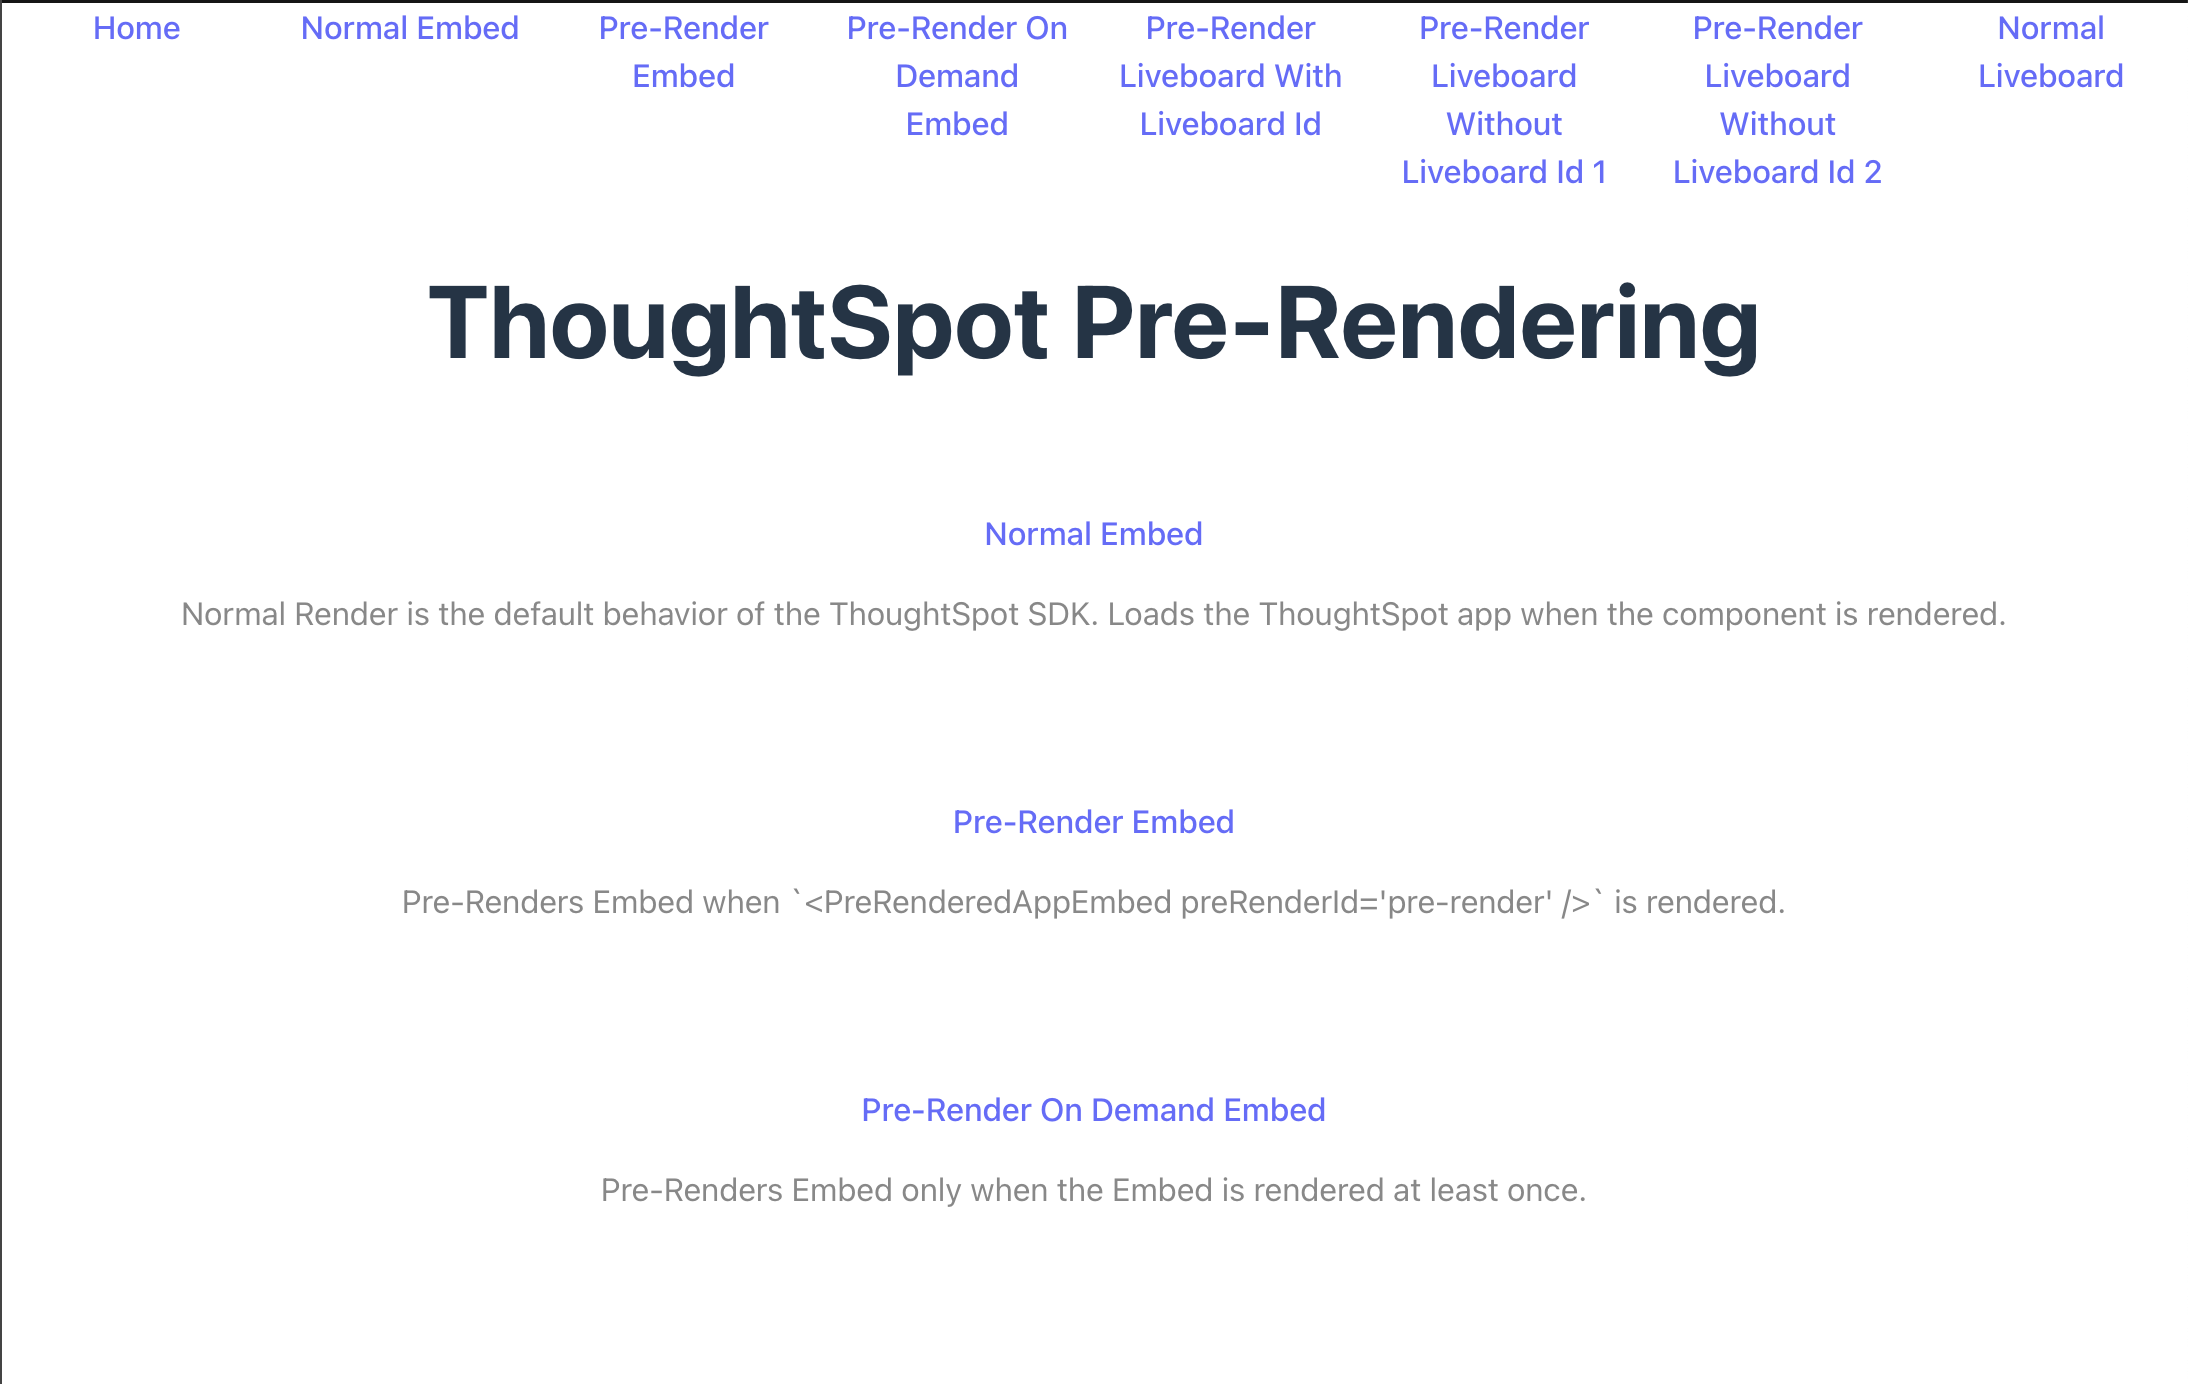 Home
Normal Embed
Pre-Render
Embed
Pre-Render On
Demand
Embed
Pre-Render
Liveboard With
Liveboard Id
Pre-Render
Liveboard
Without
Liveboard Id 1
Pre-Render
Liveboard
Without
Liveboard Id 2
Normal
Liveboard
ThoughtSpot Pre-Rendering
Normal Embed
Normal Render is the default behavior of the ThoughtSpot SDK. Loads the ThoughtSpot app when the component is rendered.
Pre-Render Embed
Pre-Renders Embed when `<PreRenderedAppEmbed preRenderId='pre-render' />` is rendered.
Pre-Render On Demand Embed
Pre-Renders Embed only when the Embed is rendered at least once.